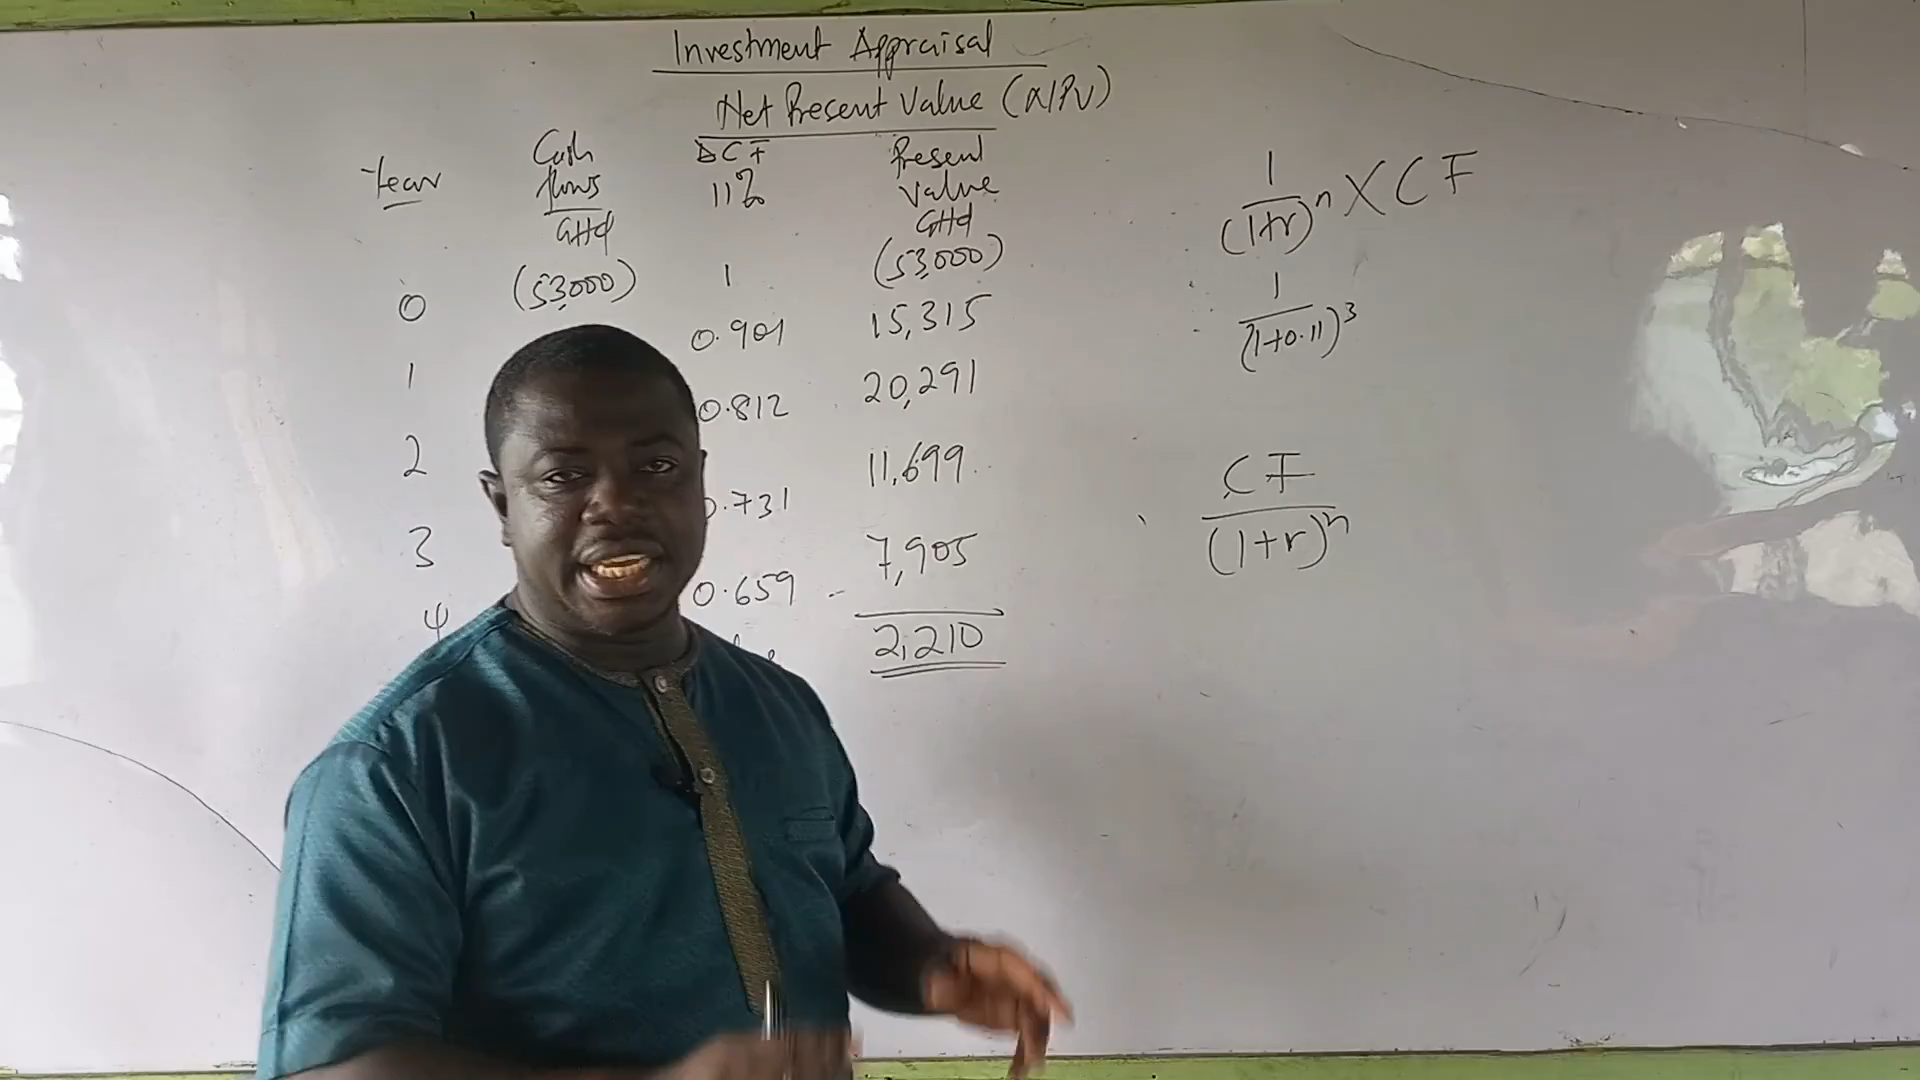 Investment Appraisal
Net Present Value (NPV)
Year Cash flows GH¢ DCF 11% Present Value GH¢
0 (53,000) 1 (53,000)
1 0.901 15,315
2 0.812 20,291
3 0.731 11,699
4 0.659 7,905
2,210
1
(1+r)ⁿ X CF
1
(1+0.11)³
CF
(1+r)ⁿ